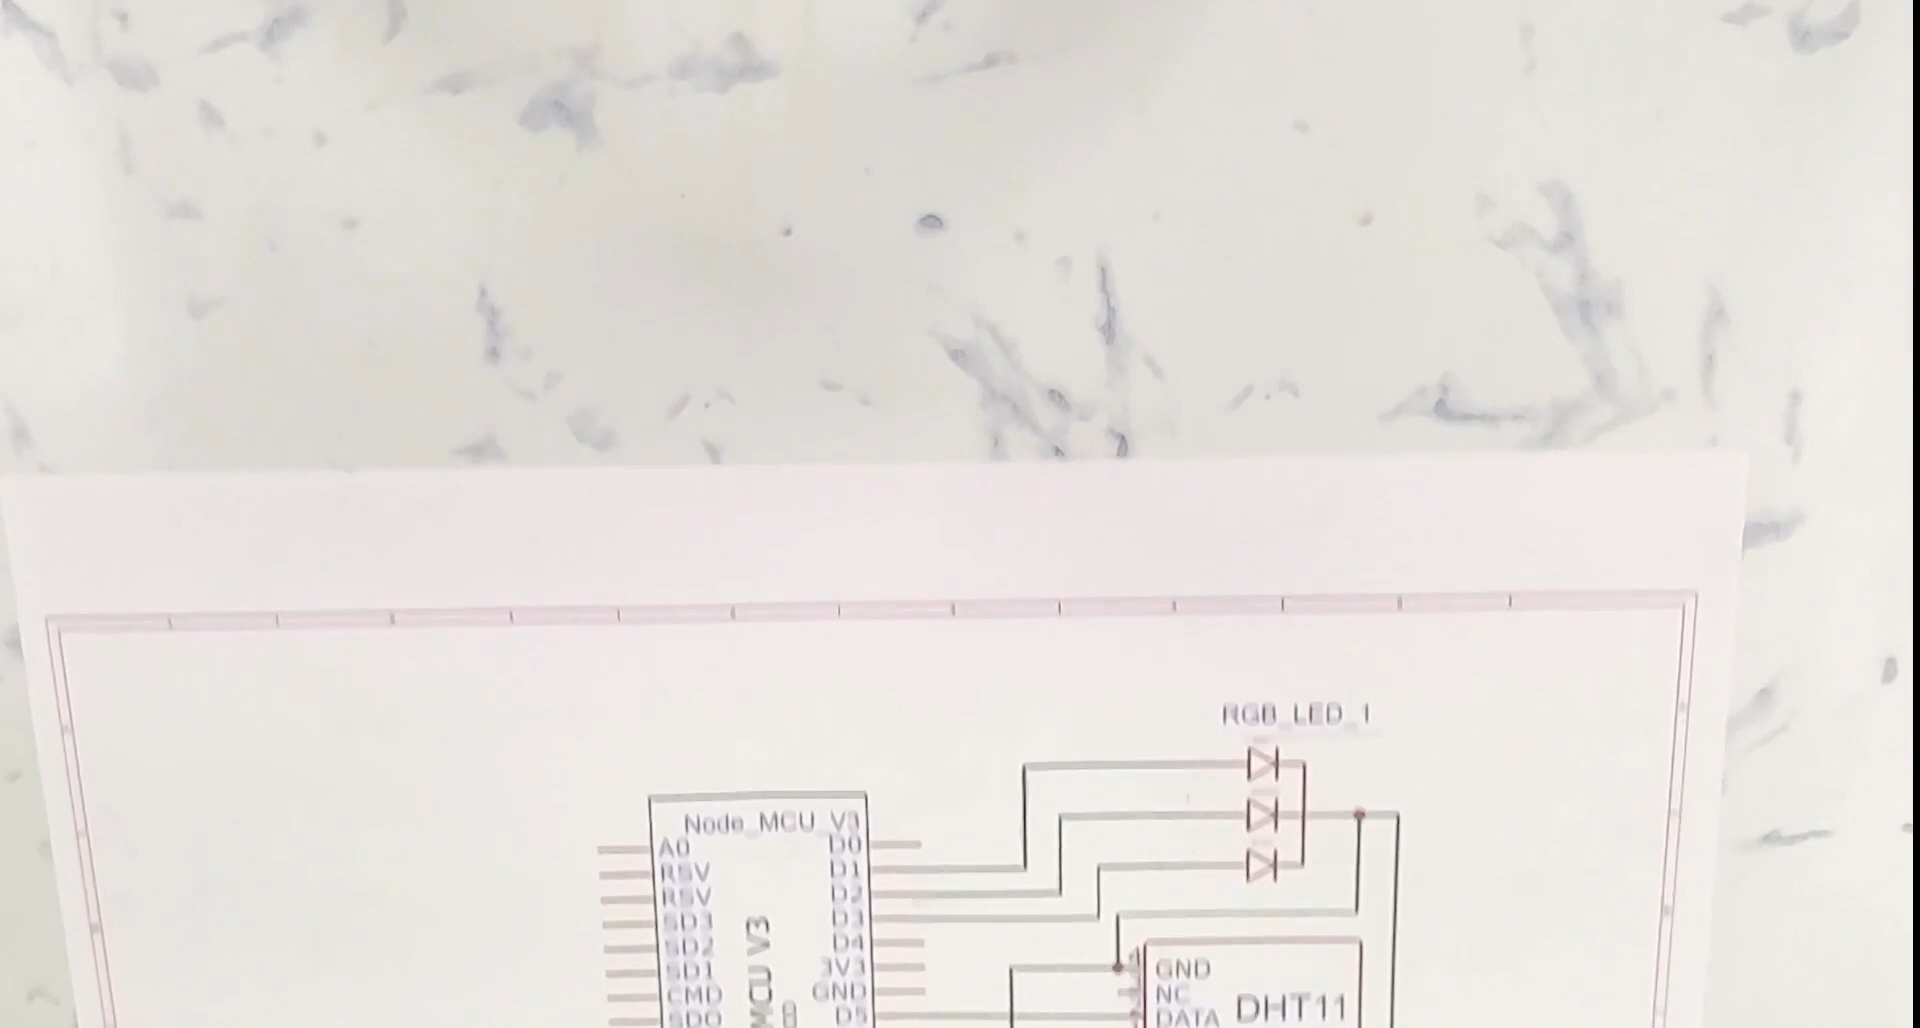 RGB_LED_1
Node_MCU_V3
A0
RSV
RSV
SD3
SD2
SD1
CMD
SD0
D0
D1
D2
D3
D4
3V3
GND
D5
MCU V3
GND
NC
DATA
DHT11